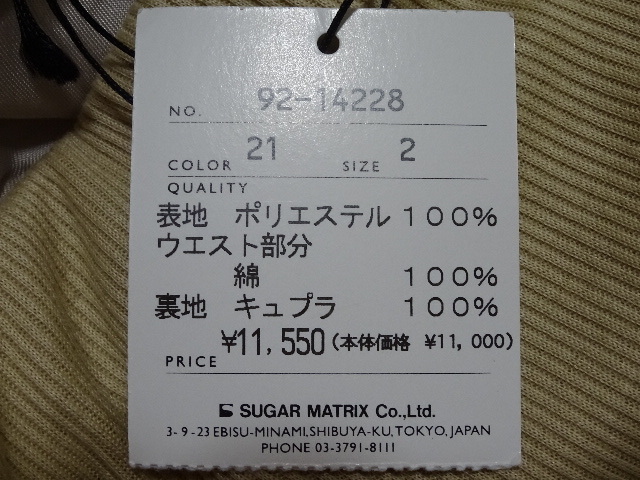 NO. 92-14228
COLOR 21 SIZE 2
QUALITY
表地 ポリエステル 100%
ウエスト部分
綿 100%
裏地 キュプラ 100%
PRICE ¥11,550(本体価格 ¥11,000)
SUGAR MATRIX Co.,Ltd.
3-9-23 EBISU-MINAMI, SHIBUYA-KU, TOKYO, JAPAN
PHONE 03-3791-8111